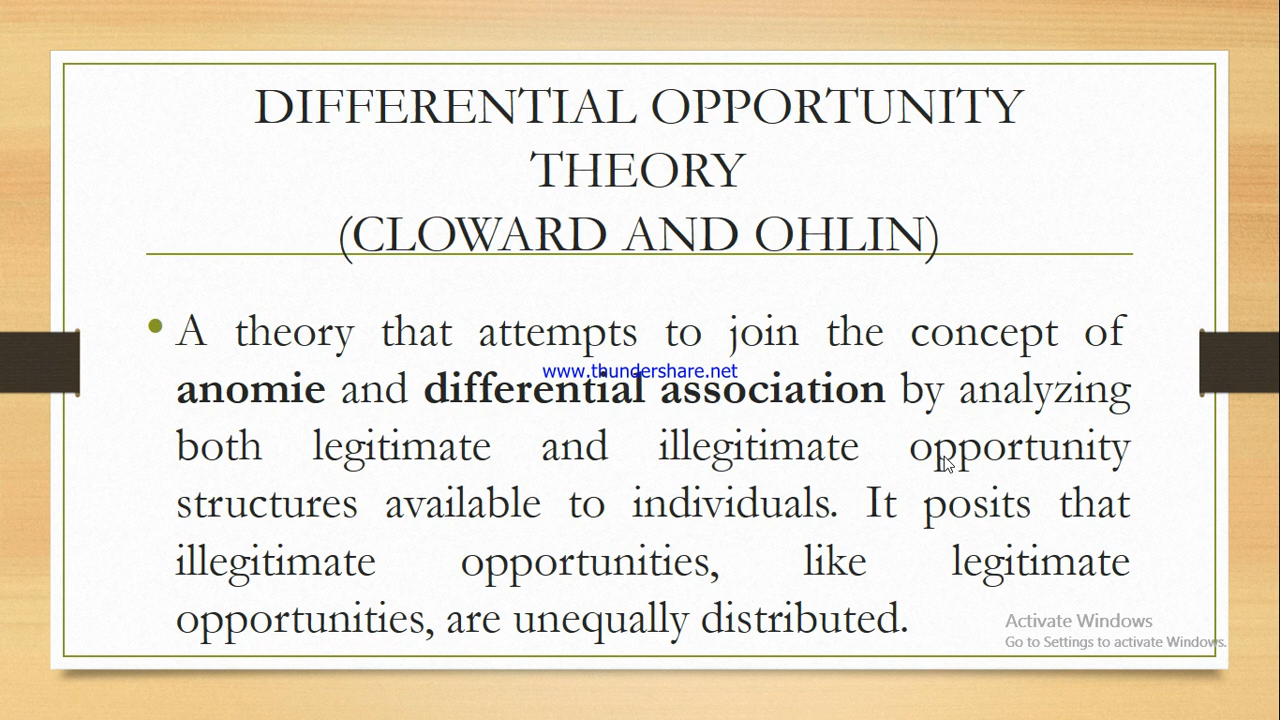 DIFFERENTIAL OPPORTUNITY
THEORY
(CLOWARD AND OHLIN)
• A theory that attempts to join the concept of
www.thundershare.net
anomie and differential association by analyzing
both legitimate and illegitimate opportunity
structures available to individuals. It posits that
illegitimate opportunities, like legitimate
opportunities, are unequally distributed.
Activate Windows
Go to Settings to activate Windows.